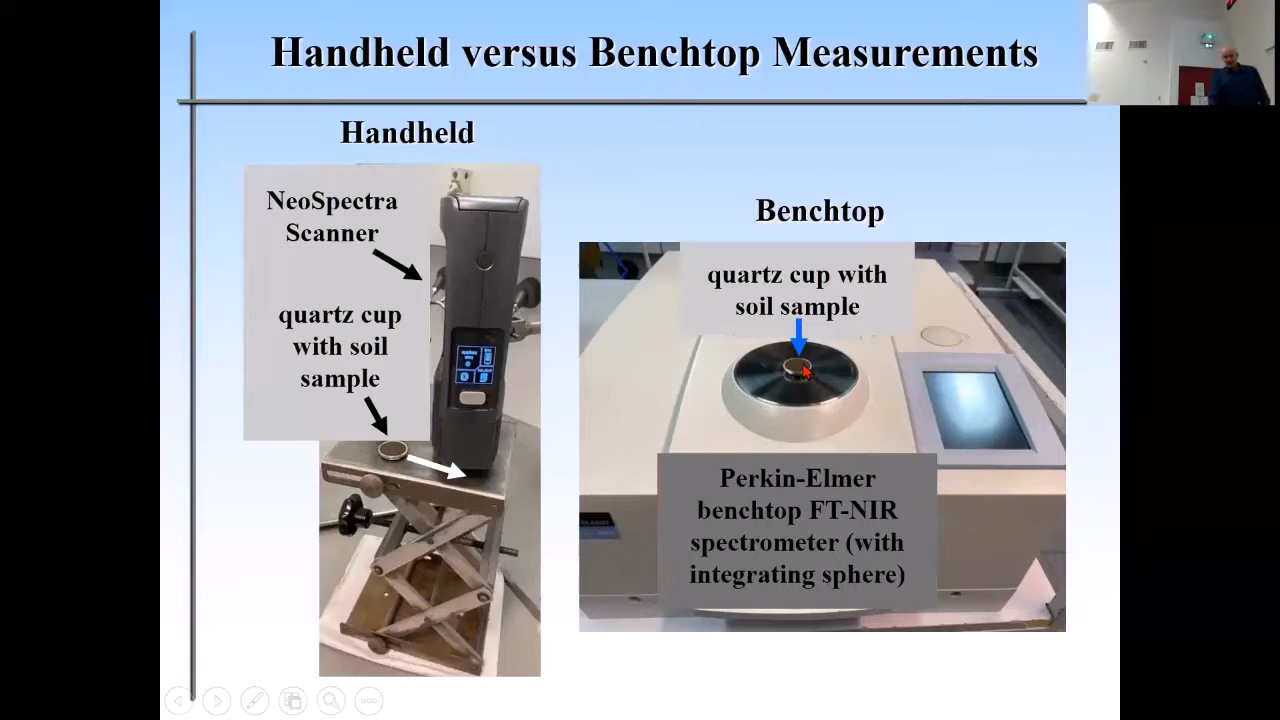 Handheld versus Benchtop Measurements
Handheld
NeoSpectra
Scanner
quartz cup
with soil
sample
Benchtop
quartz cup with
soil sample
Perkin-Elmer
benchtop FT-NIR
spectrometer (with
integrating sphere)